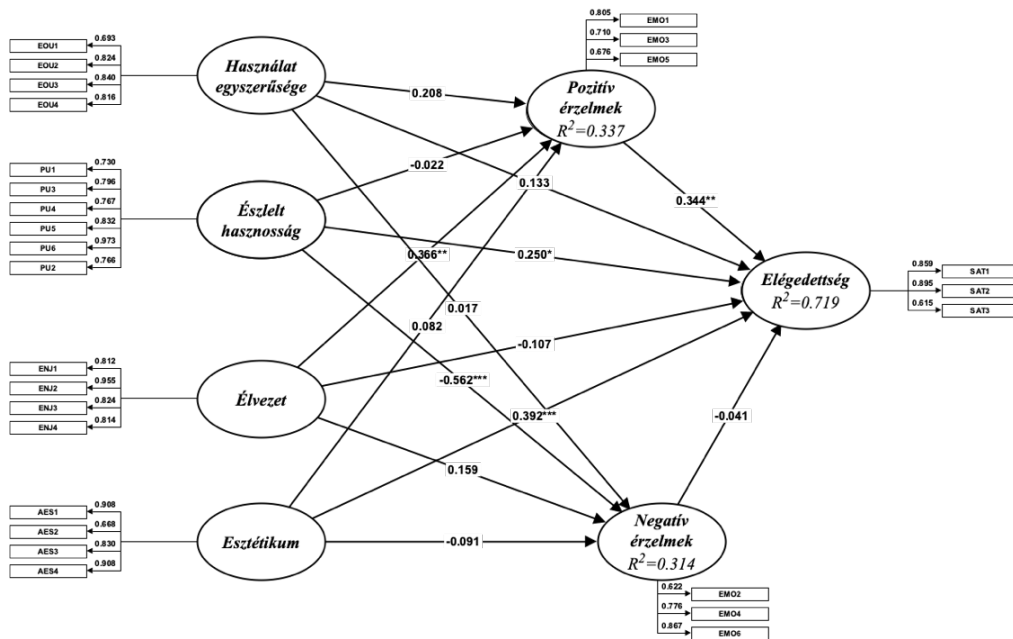 0.805
EMO1
0.710
EMO3
0.676
EMO5
0.693
EOU1
0.824
EOU2
0.840
EOU3
0.816
EOU4
Használat
egyszerűsége
Pozitív
érzelmek
R²=0.337
0.208
-0.022
0.133
0.344**
0.730
PU1
0.796
PU3
0.767
PU4
0.832
PU5
0.973
PU6
0.766
PU2
Észlelt
hasznosság
0.366**
0.250*
0.017
0.082
Elégedettség
R²=0.719
0.859
SAT1
0.895
SAT2
0.615
SAT3
0.812
ENJ1
0.955
ENJ2
0.824
ENJ3
0.814
ENJ4
Élvezet
-0.107
-0.562***
0.392***
-0.041
0.159
0.908
AES1
0.668
AES2
0.830
AES3
0.908
AES4
Esztétikum
-0.091
Negatív
érzelmek
R²=0.314
0.622
EMO2
0.776
EMO4
0.867
EMO6